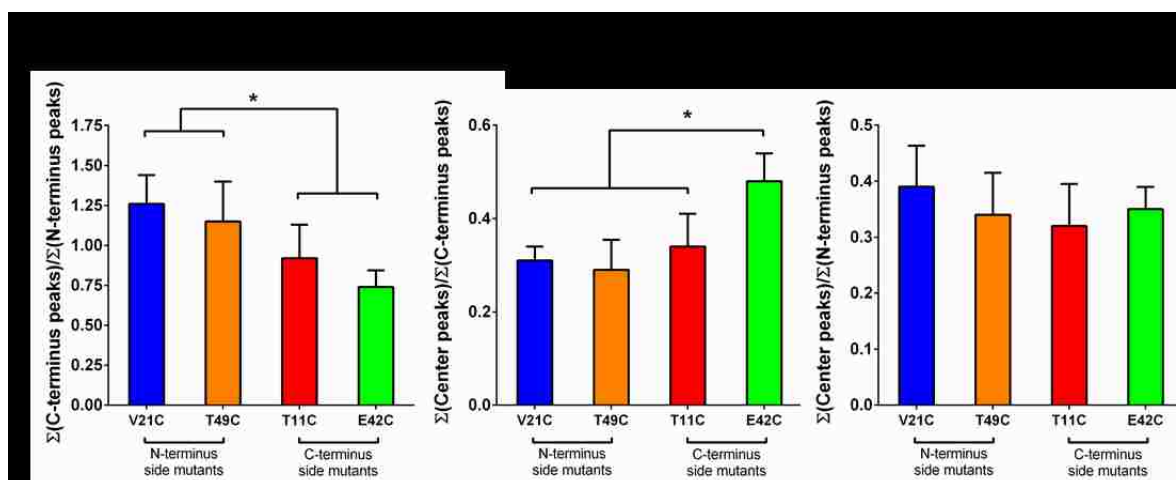 Σ(C-terminus peaks)/Σ(N-terminus peaks)
*
1.75
1.50
1.25
1.00
0.75
0.50
0.25
0.00
V21C T49C T11C E42C
N-terminus side mutants
C-terminus side mutants
Σ(Center peaks)/Σ(C-terminus peaks)
*
0.6
0.4
0.2
0.0
V21C T49C T11C E42C
N-terminus side mutants
C-terminus side mutants
Σ(Center peaks)/Σ(N-terminus peaks)
0.5
0.4
0.3
0.2
0.1
0.0
V21C T49C T11C E42C
N-terminus side mutants
C-terminus side mutants